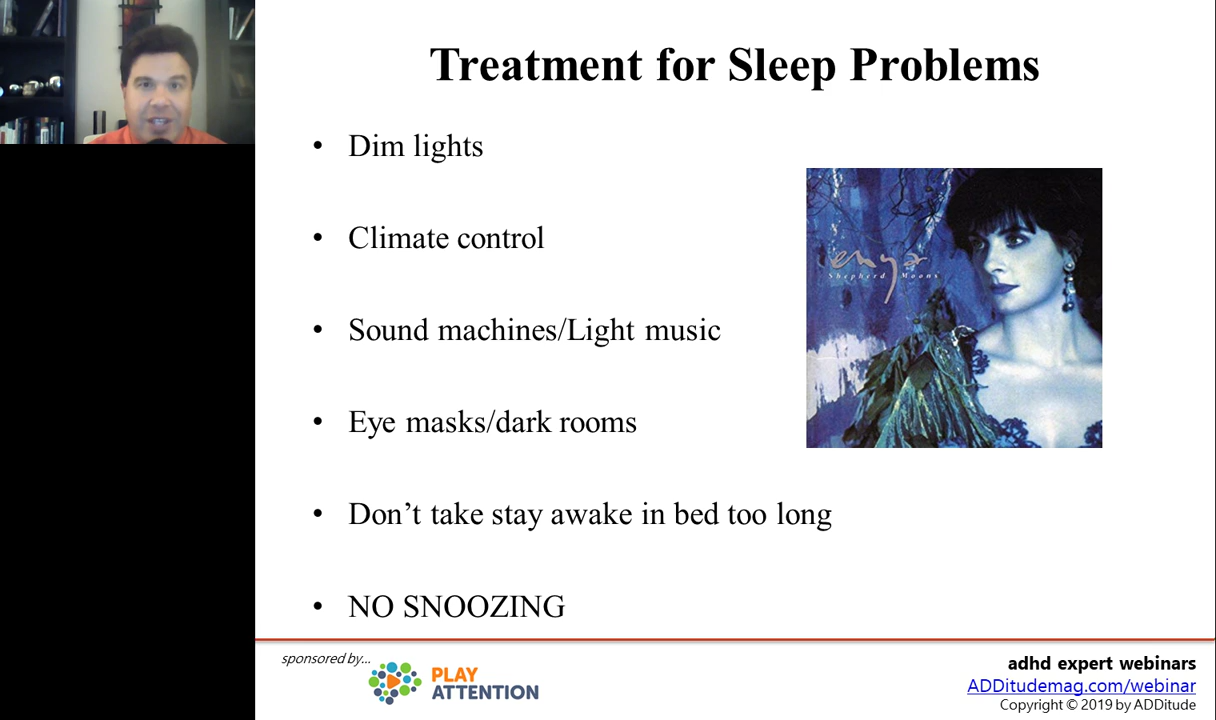 Treatment for Sleep Problems
• Dim lights
• Climate control
• Sound machines/Light music
• Eye masks/dark rooms
• Don’t take stay awake in bed too long
• NO SNOOZING
enya
Shepherd Moons
sponsored by...
PLAY
ATTENTION
adhd expert webinars
ADDitudemag.com/webinar
Copyright © 2019 by ADDitude